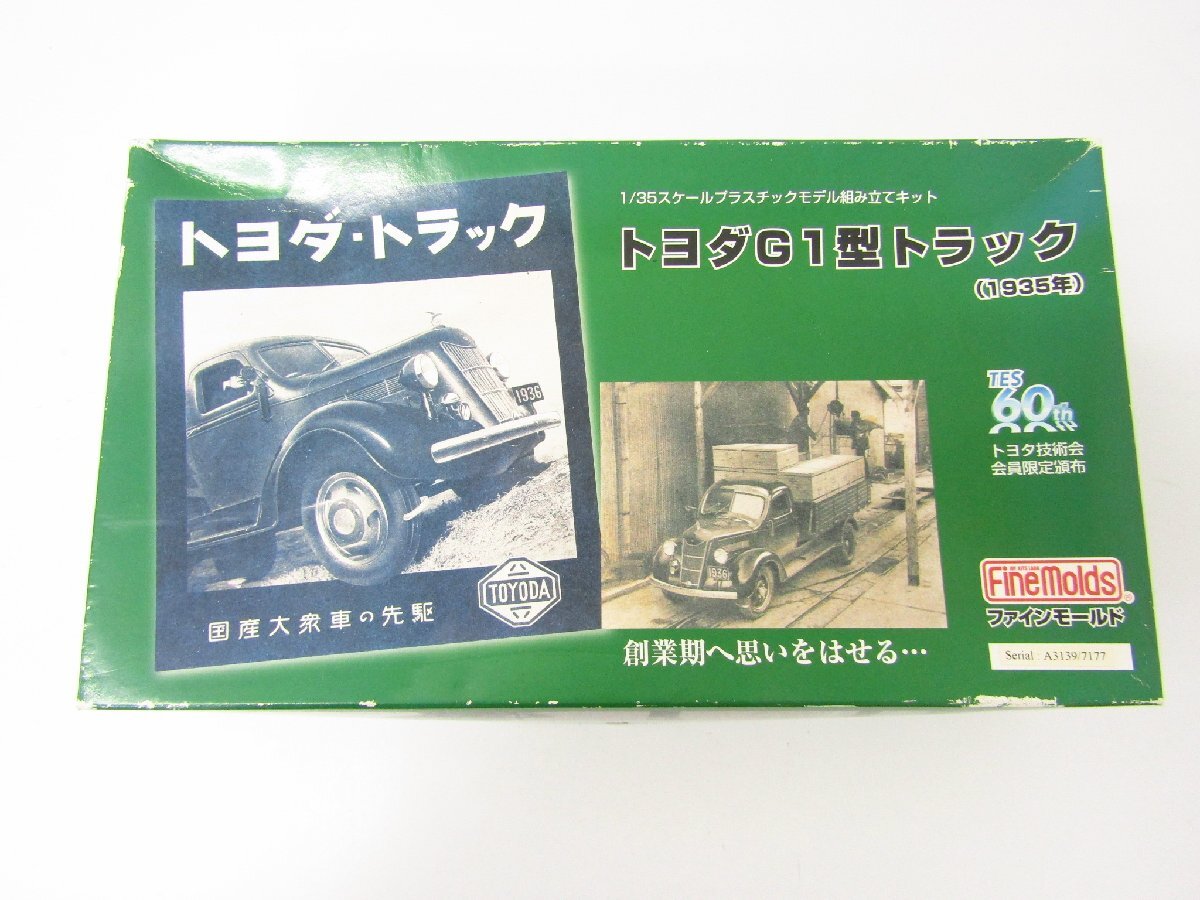 トヨダ・トラック
1936
国産大衆車の先駆
TOYODA
1/35スケールプラスチックモデル組み立てキット
トヨダG1型トラック
(1935年)
1936
TES
60th
トヨタ技術会
会員限定頒布
創業期へ思いをはせる…
FineMolds®
ファインモールド
Serial : A3139/7177